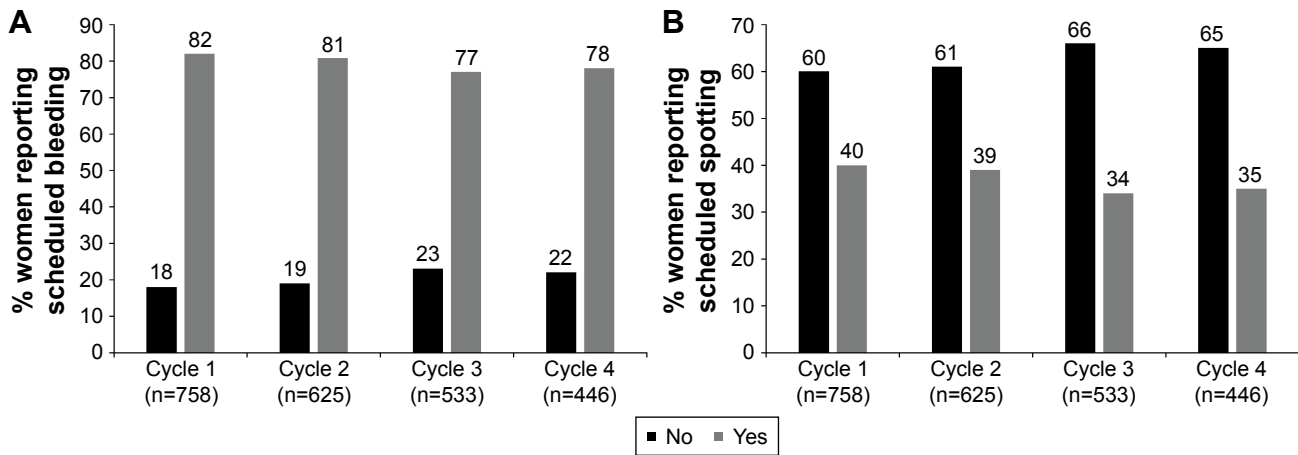 A
% women reporting
scheduled bleeding
90
80
70
60
50
40
30
20
10
0
18
82
19
81
23
77
22
78
Cycle 1
(n=758)
Cycle 2
(n=625)
Cycle 3
(n=533)
Cycle 4
(n=446)
B
% women reporting
scheduled spotting
70
60
50
40
30
20
10
0
60
40
61
39
66
34
65
35
Cycle 1
(n=758)
Cycle 2
(n=625)
Cycle 3
(n=533)
Cycle 4
(n=446)
No Yes